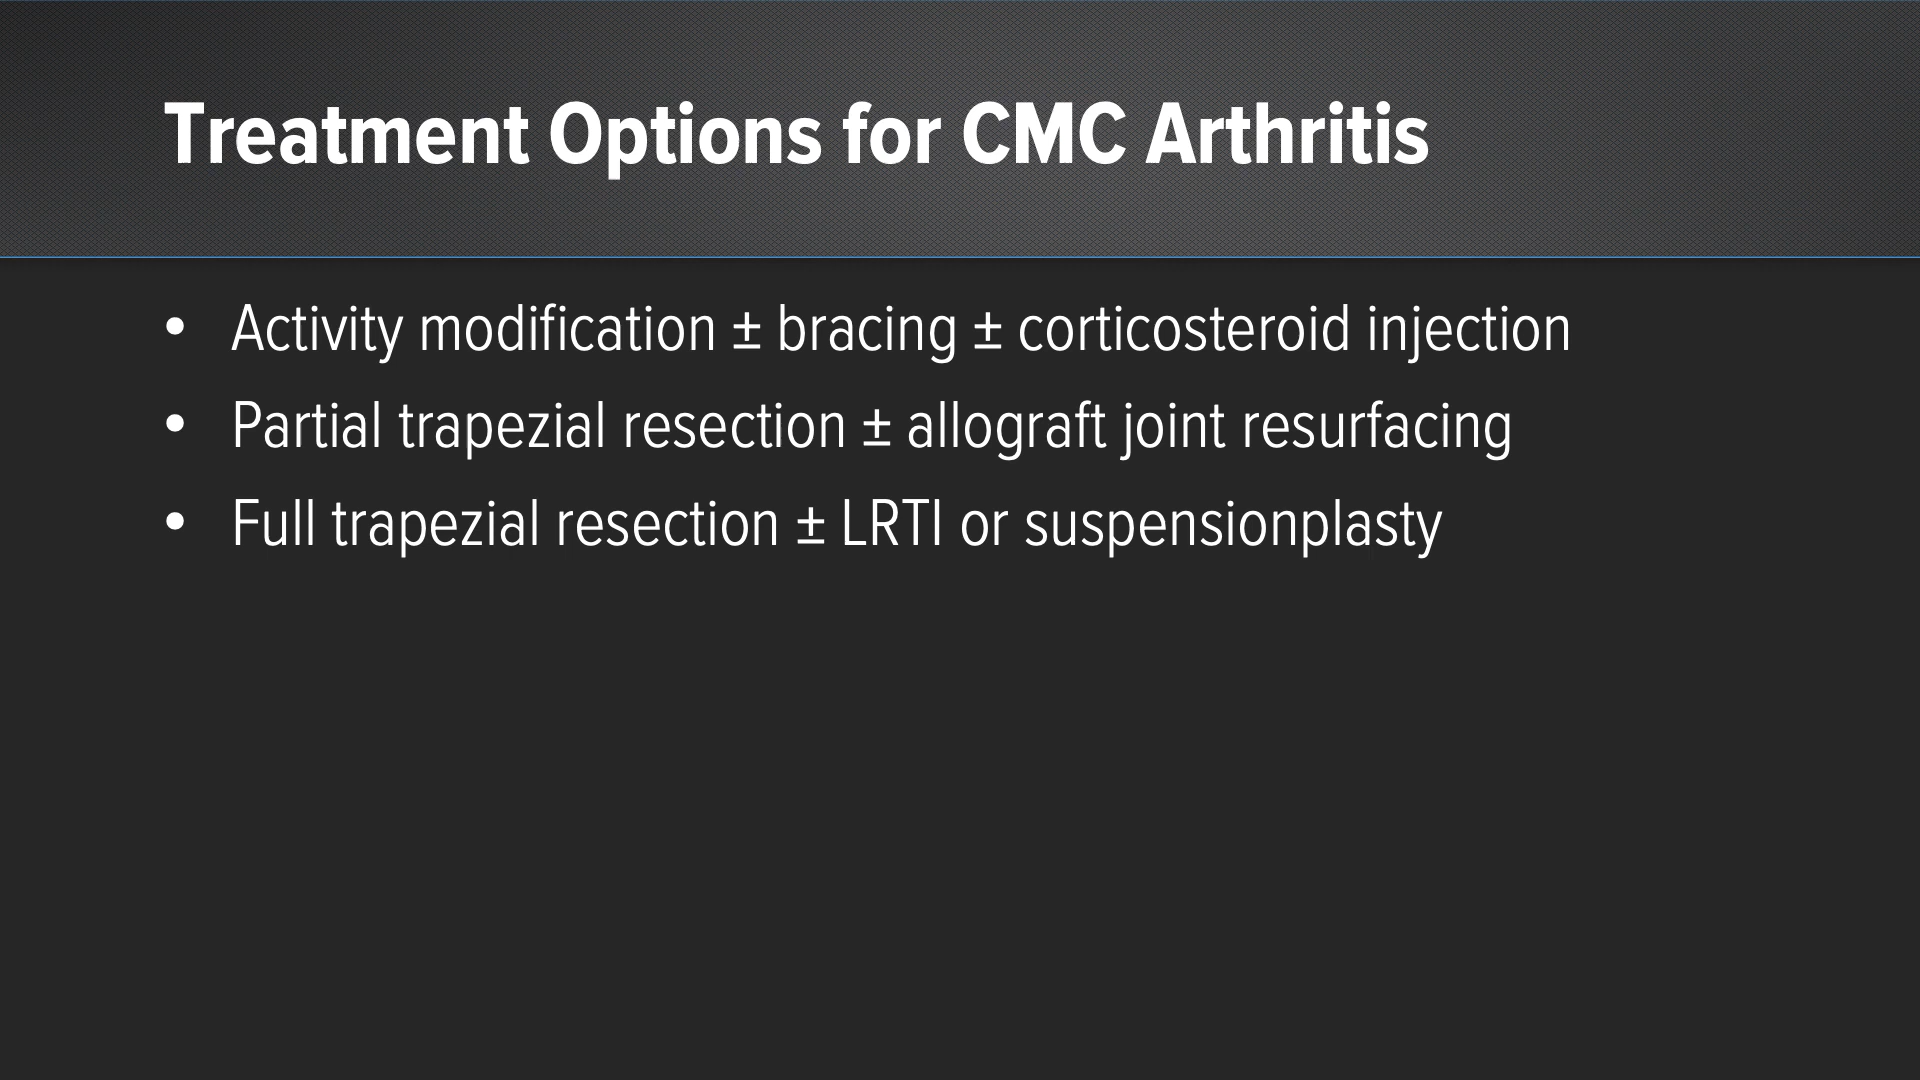 Treatment Options for CMC Arthritis
• Activity modification ± bracing ± corticosteroid injection
• Partial trapezial resection ± allograft joint resurfacing
• Full trapezial resection ± LRTI or suspensionplasty